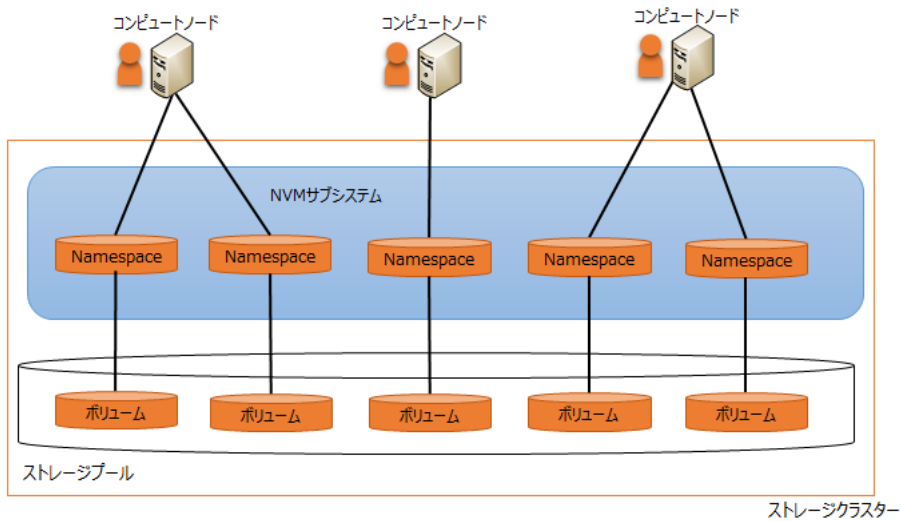 コンピュートノード
コンピュートノード
コンピュートノード
NVMサブシステム
Namespace
Namespace
Namespace
Namespace
Namespace
ボリューム
ボリューム
ボリューム
ボリューム
ボリューム
ストレージプール
ストレージクラスター